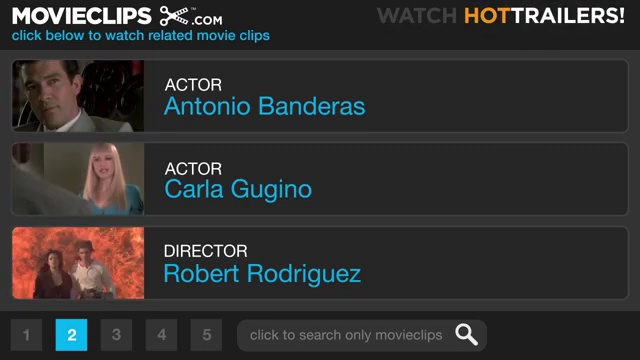 MOVIECLIPS .COM ™
WATCH HOTTRAILERS!
click below to watch related movie clips
ACTOR
Antonio Banderas
ACTOR
Carla Gugino
DIRECTOR
Robert Rodriguez
1 2 3 4 5
click to search only movieclips